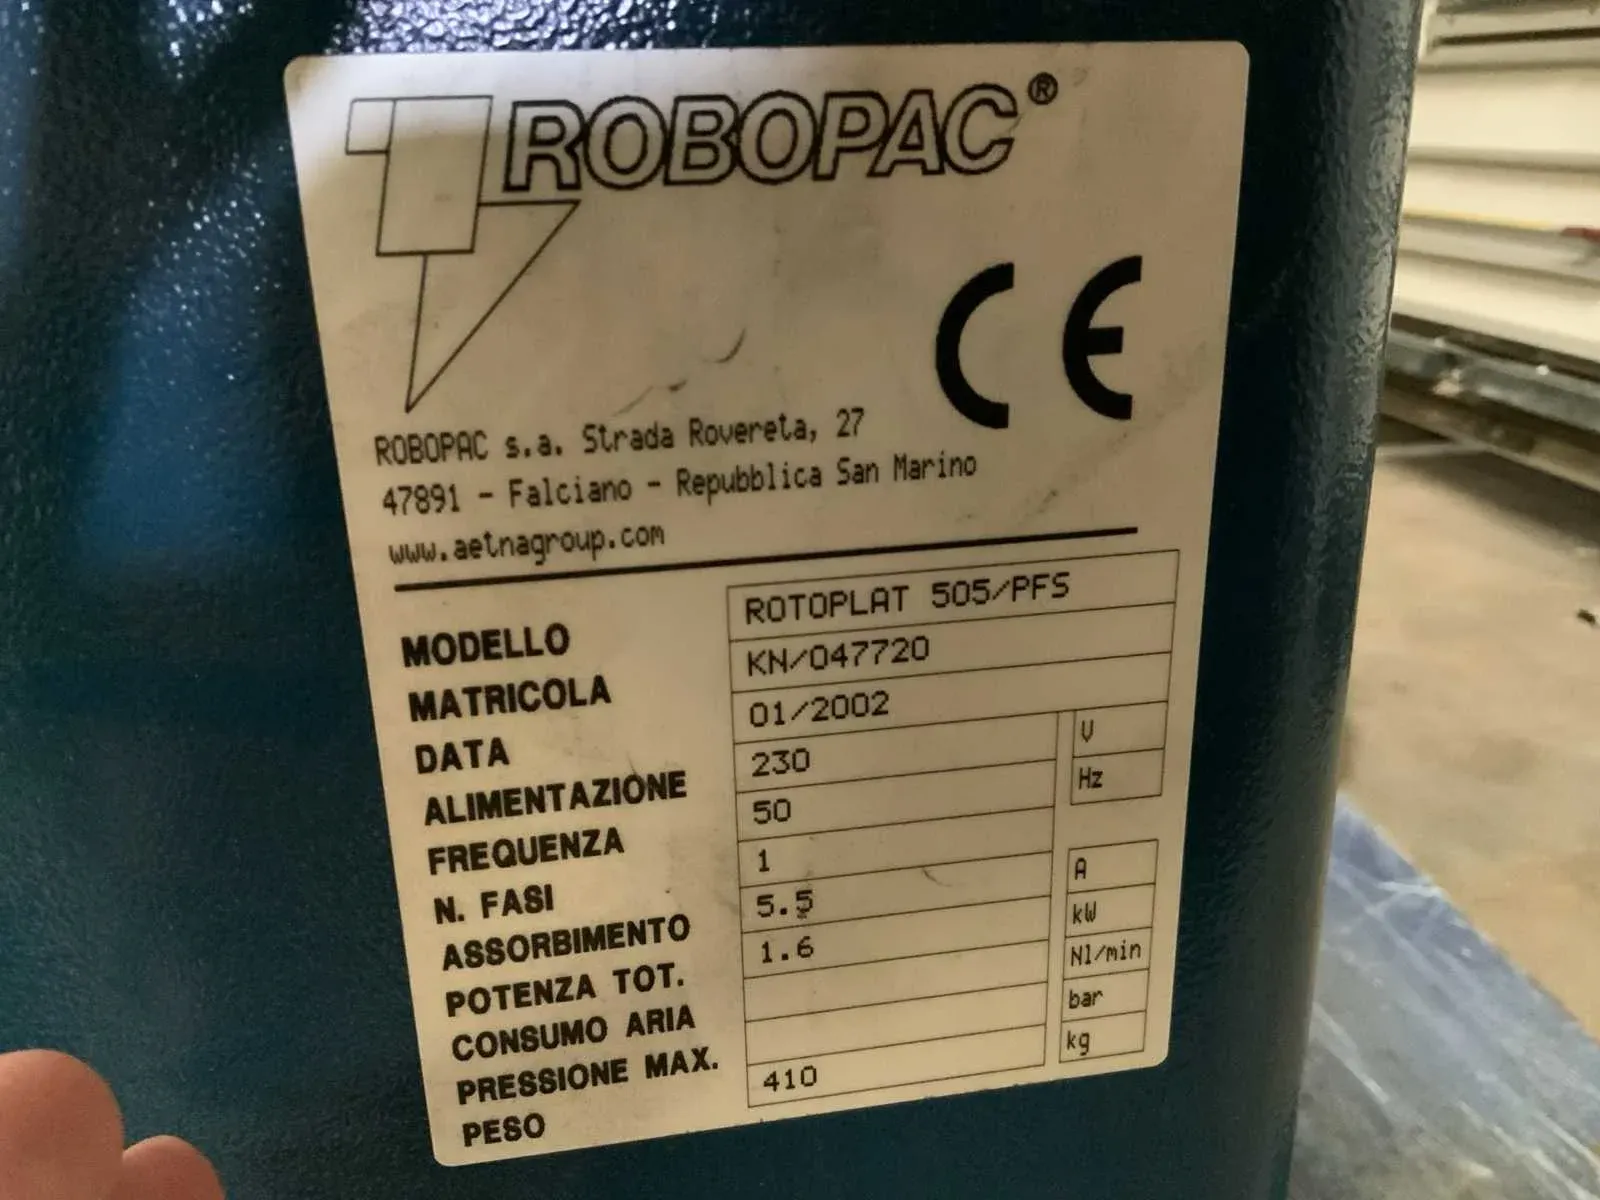 ROBOPAC®
CE
ROBOPAC s.a. Strada Rovereta, 27
47891 - Falciano - Repubblica San Marino
www.aetnagroup.com
MODELLO ROTOPLAT 505/PFS
MATRICOLA KN/047720
DATA 01/2002
ALIMENTAZIONE 230 V
FREQUENZA 50 Hz
N. FASI 1
ASSORBIMENTO 5.5 A
POTENZA TOT. 1.6 kW
CONSUMO ARIA Nl/min
PRESSIONE MAX. bar
PESO 410 kg